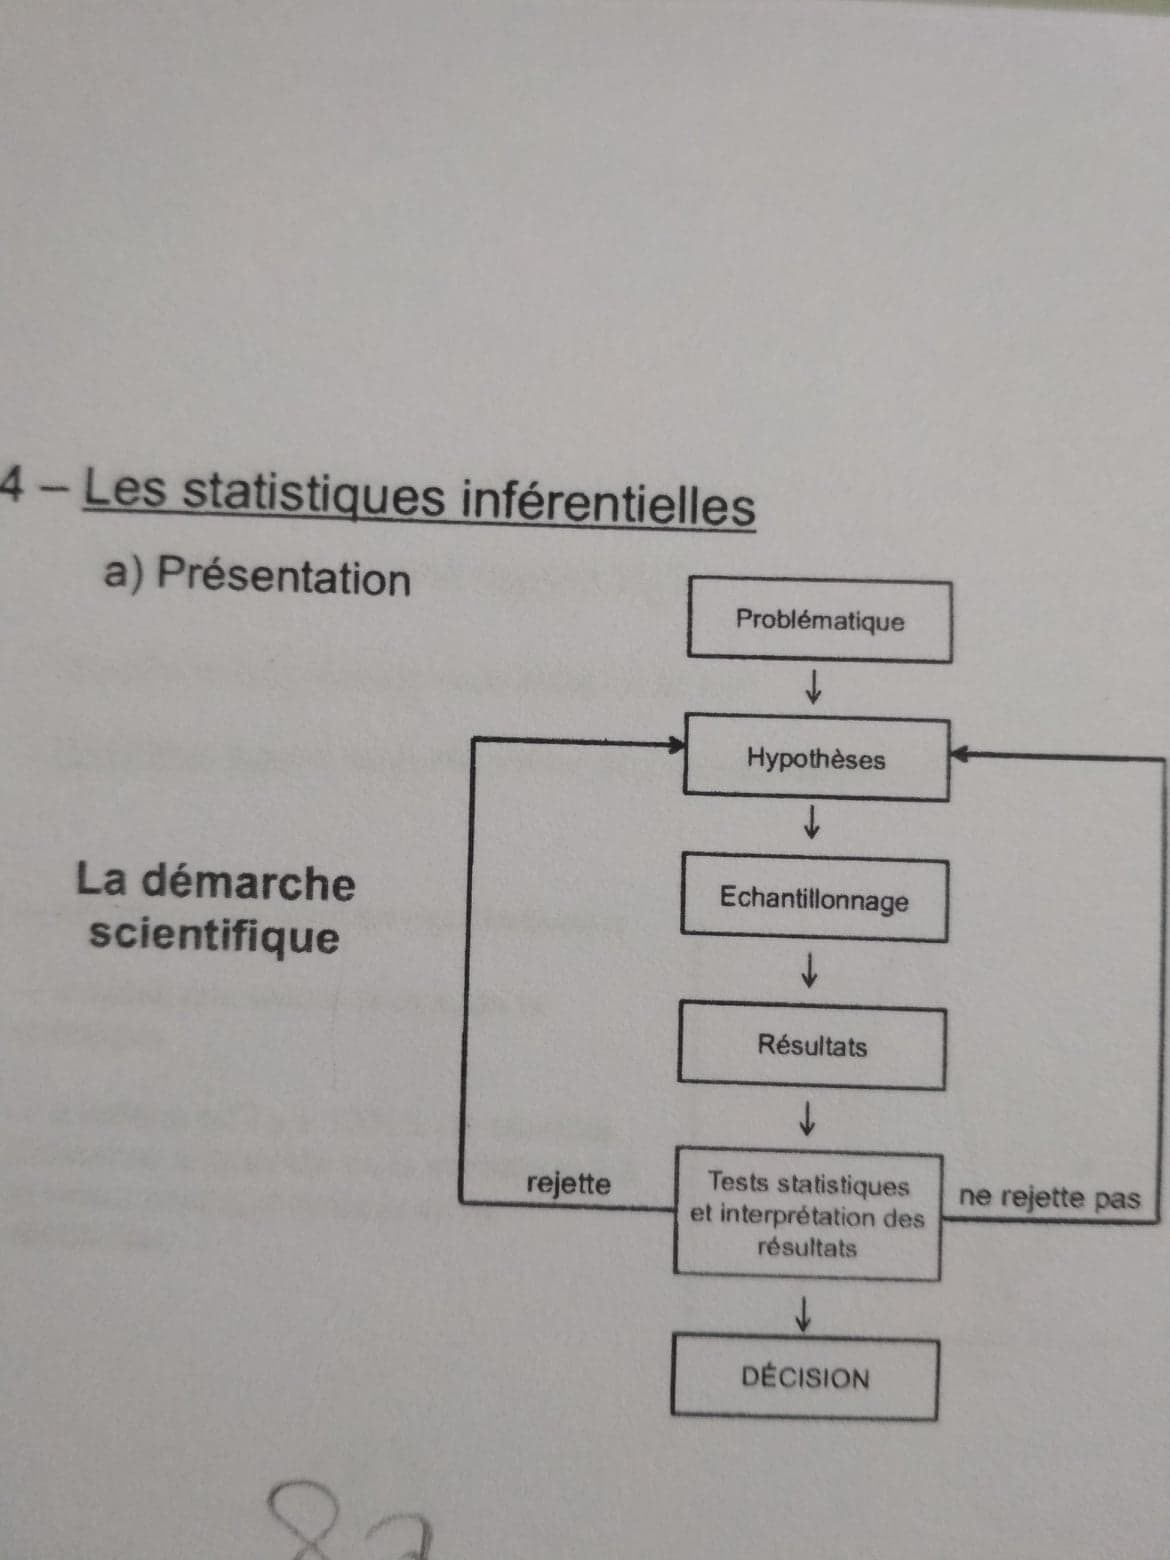 4 – Les statistiques inférentielles
a) Présentation
Problématique
Hypothèses
La démarche
scientifique
Echantillonnage
Résultats
rejette
Tests statistiques
et interprétation des
résultats
ne rejette pas
DÉCISION